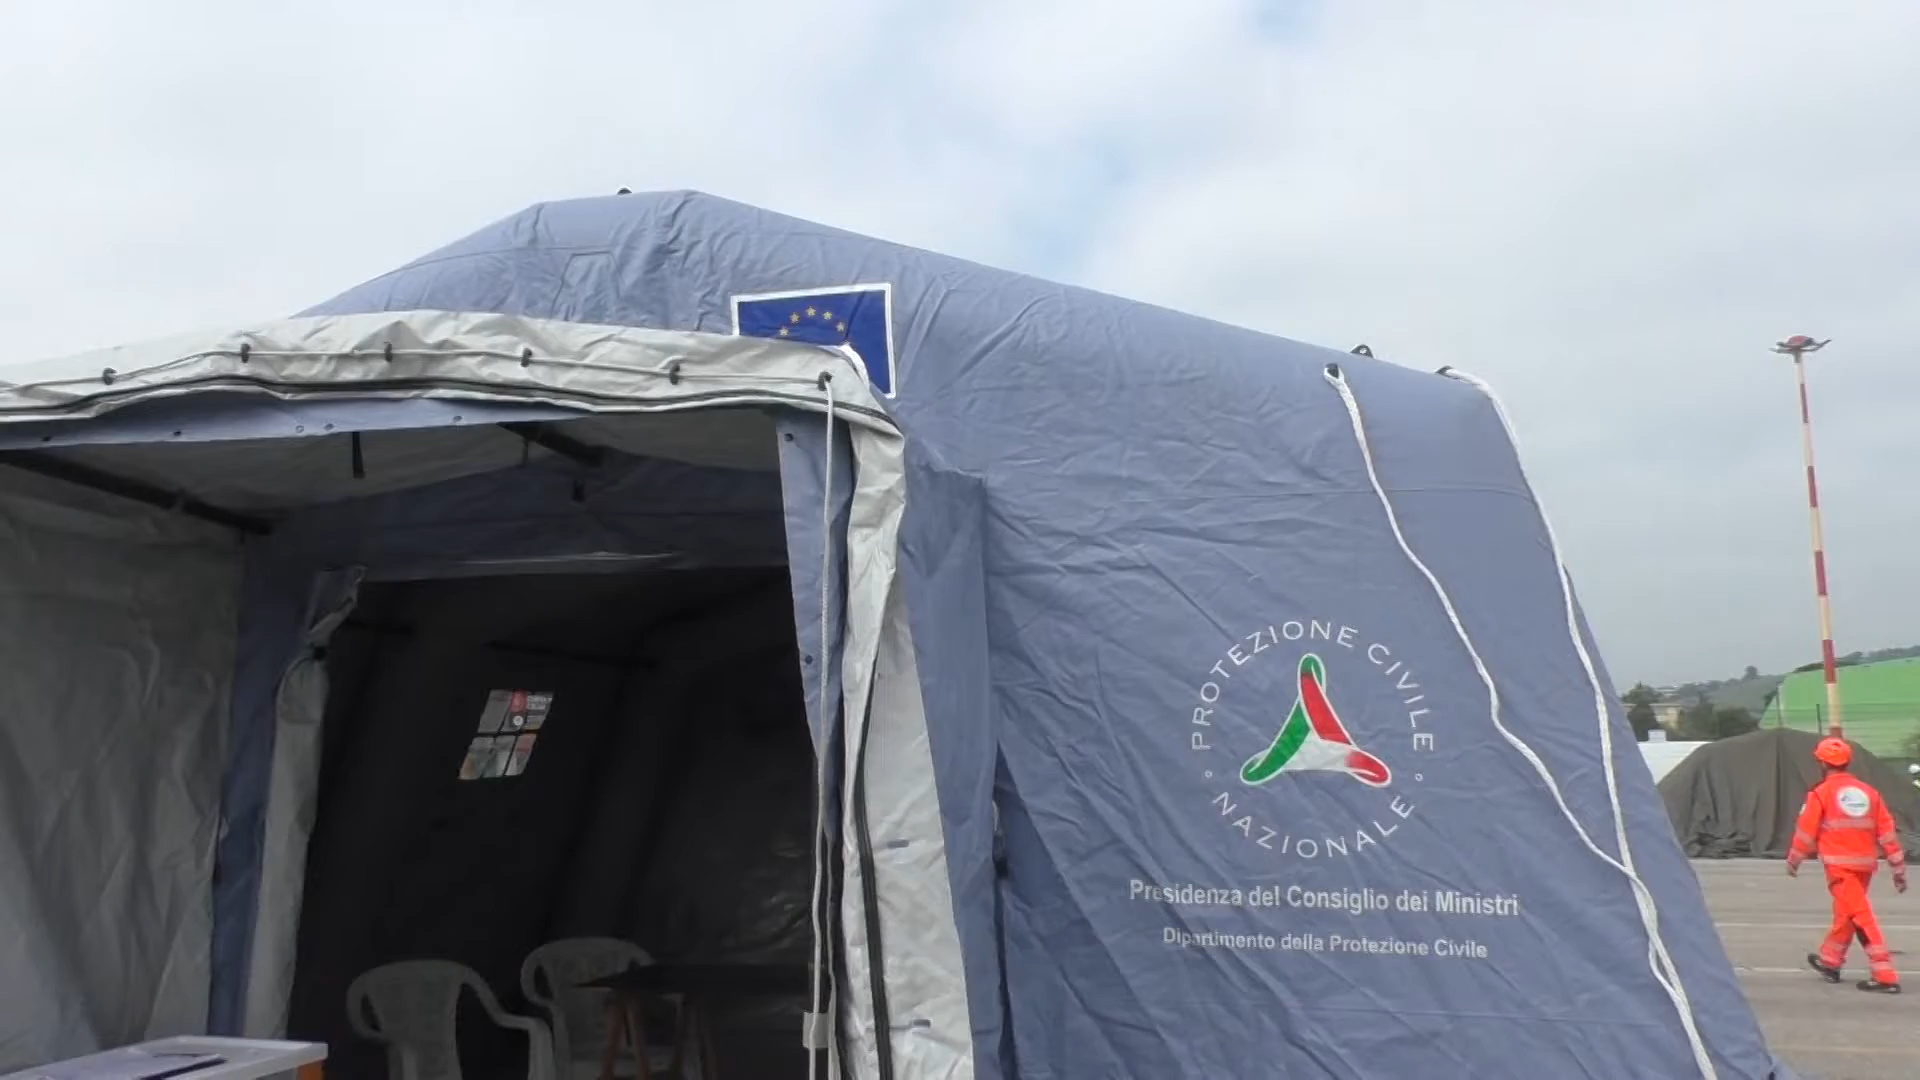 PROTEZIONE CIVILE
NAZIONALE
Presidenza del Consiglio dei Ministri
Dipartimento della Protezione Civile